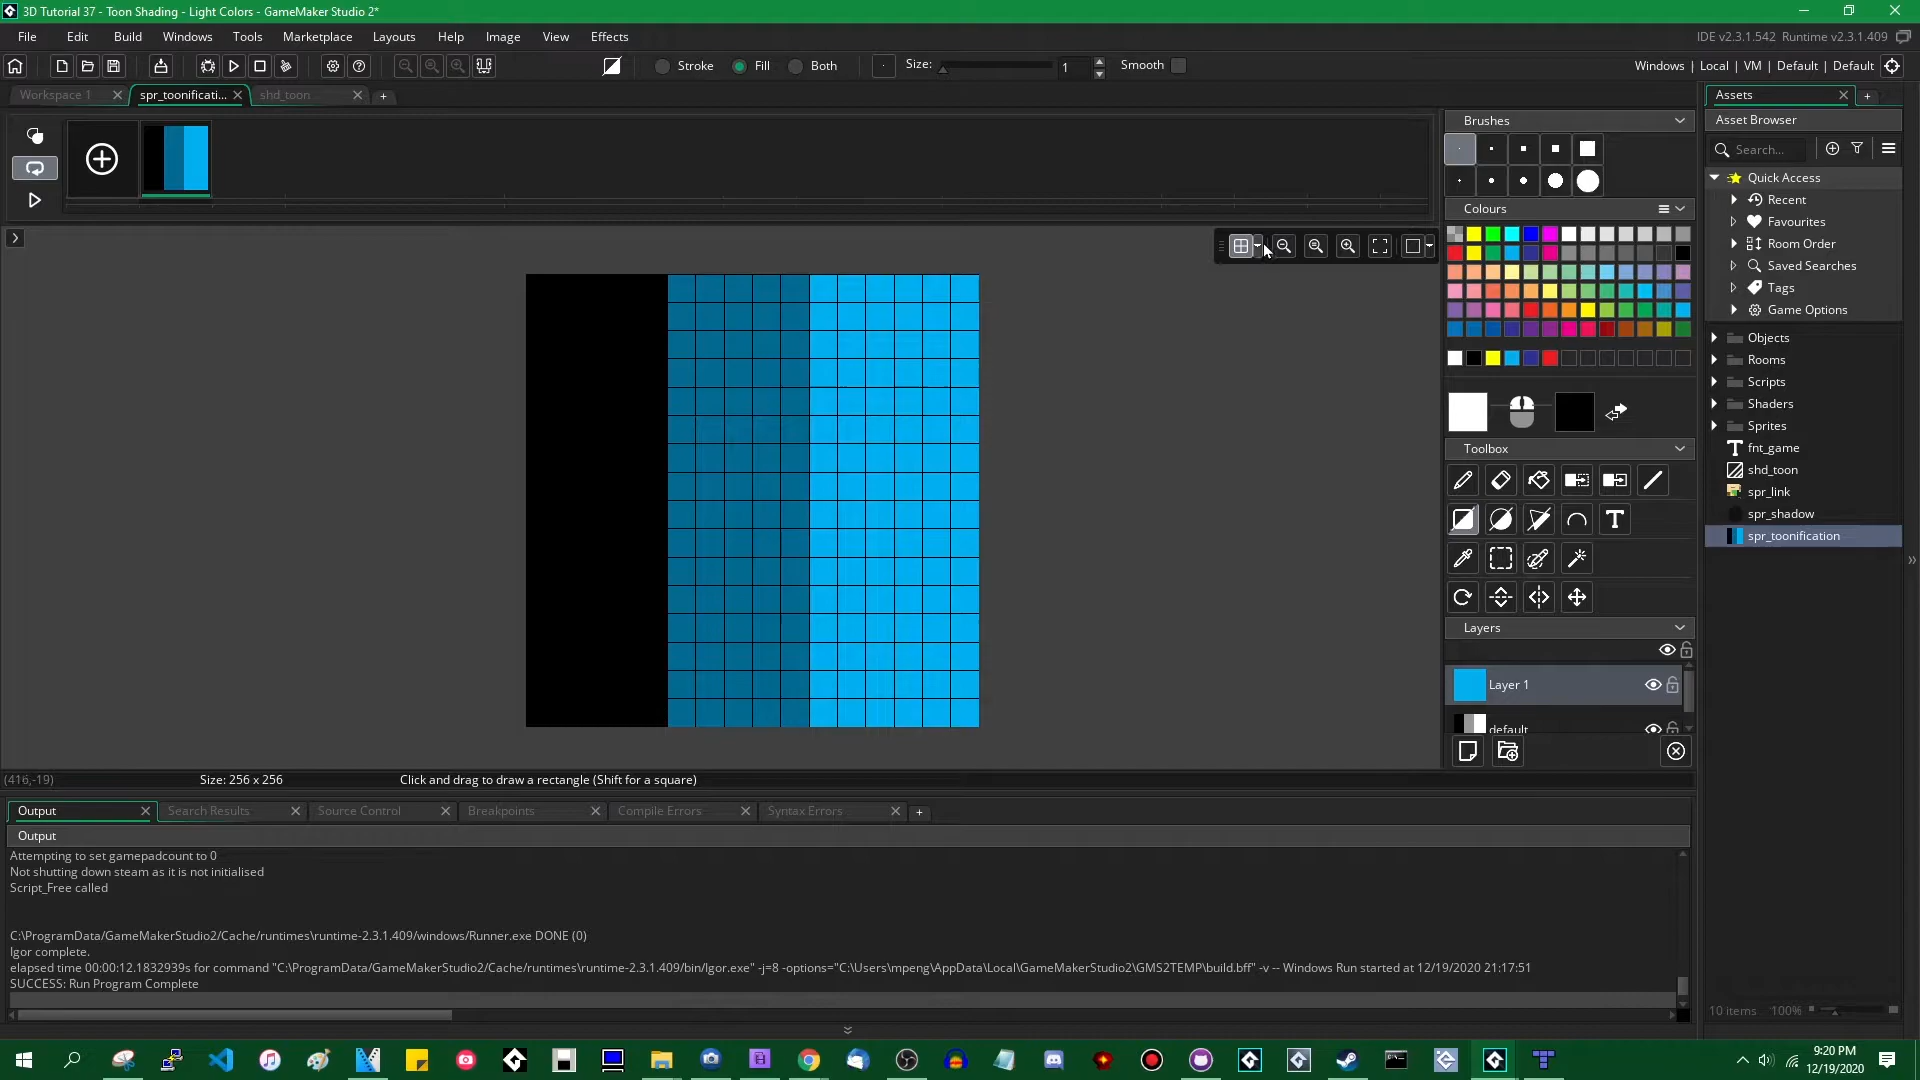 3D Tutorial 37 - Toon Shading - Light Colors - GameMaker Studio 2*
File Edit Build Windows Tools Marketplace Layouts Help Image View Effects
IDE v2.3.1.542 Runtime v2.3.1.409
Stroke Fill Both Size: 1 Smooth
Windows | Local | VM | Default | Default
Workspace 1 spr_toonificati... shd_toon
Assets
Brushes
Asset Browser
Search...
Quick Access
Recent
Colours
Favourites
Room Order
Saved Searches
Tags
Game Options
Objects
Rooms
Scripts
Shaders
Sprites
fnt_game
Toolbox
shd_toon
spr_link
spr_shadow
spr_toonification
Layers
Layer 1
default
(416,-19) Size: 256 x 256 Click and drag to draw a rectangle (Shift for a square)
Output Search Results Source Control Breakpoints Compile Errors Syntax Errors
Output
Attempting to set gamepadcount to 0
Not shutting down steam as it is not initialised
Script_Free called
C:\ProgramData/GameMakerStudio2/Cache/runtimes\runtime-2.3.1.409/windows/Runner.exe DONE (0)
Igor complete.
elapsed time 00:00:12.1832939s for command "C:\ProgramData/GameMakerStudio2/Cache/runtimes\runtime-2.3.1.409/bin/Igor.exe" -j=8 -options="C:\Users\mpeng\AppData\Local\GameMakerStudio2\GMS2TEMP\build.bff" -v -- Windows Run started at 12/19/2020 21:17:51
SUCCESS: Run Program Complete
10 items 100%
9:20 PM
12/19/2020